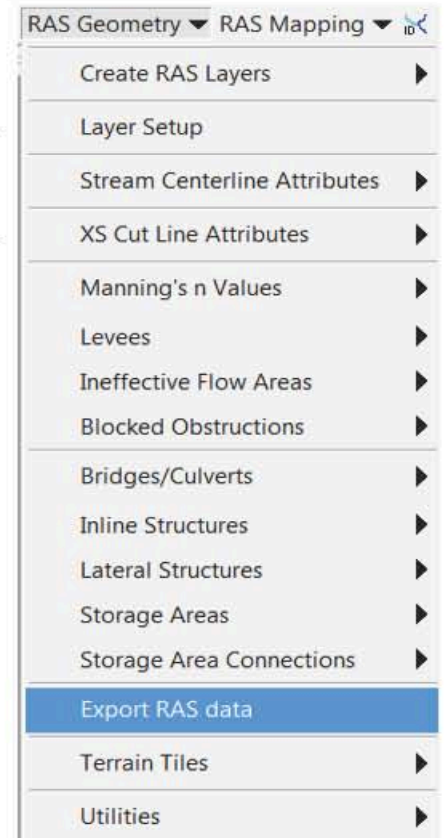 RAS Geometry RAS Mapping ID
Create RAS Layers
Layer Setup
Stream Centerline Attributes
XS Cut Line Attributes
Manning's n Values
Levees
Ineffective Flow Areas
Blocked Obstructions
Bridges/Culverts
Inline Structures
Lateral Structures
Storage Areas
Storage Area Connections
Export RAS data
Terrain Tiles
Utilities